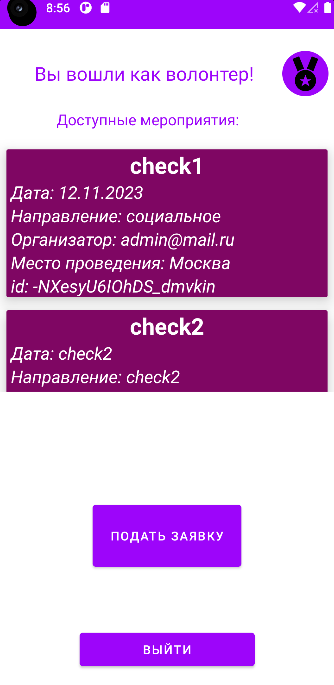 8:56
Вы вошли как волонтер!
Доступные мероприятия:
check1
Дата: 12.11.2023
Направление: социальное
Организатор: admin@mail.ru
Место проведения: Москва
id: -NXesyU6IOhDS_dmvkin
check2
Дата: check2
Направление: check2
ПОДАТЬ ЗАЯВКУ
ВЫЙТИ